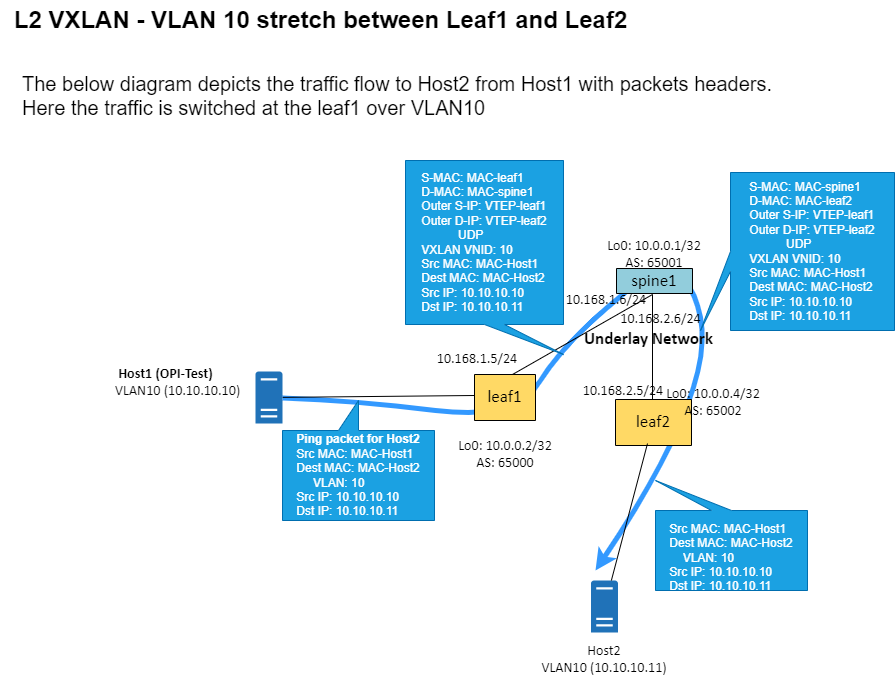 L2 VXLAN - VLAN 10 stretch between Leaf1 and Leaf2
The below diagram depicts the traffic flow to Host2 from Host1 with packets headers.
Here the traffic is switched at the leaf1 over VLAN10
S-MAC: MAC-leaf1
D-MAC: MAC-spine1
Outer S-IP: VTEP-leaf1
Outer D-IP: VTEP-leaf2
UDP
VXLAN VNID: 10
Src MAC: MAC-Host1
Dest MAC: MAC-Host2
Src IP: 10.10.10.10
Dst IP: 10.10.10.11
S-MAC: MAC-spine1
D-MAC: MAC-leaf2
Outer S-IP: VTEP-leaf1
Outer D-IP: VTEP-leaf2
UDP
VXLAN VNID: 10
Src MAC: MAC-Host1
Dest MAC: MAC-Host2
Src IP: 10.10.10.10
Dst IP: 10.10.10.11
Lo0: 10.0.0.1/32
AS: 65001
spine1
10.168.1.6/24
10.168.2.6/24
Underlay Network
10.168.1.5/24
Host1 (OPI-Test)
VLAN10 (10.10.10.10)
leaf1
10.168.2.5/24
Lo0: 10.0.0.4/32
AS: 65002
leaf2
Lo0: 10.0.0.2/32
AS: 65000
Ping packet for Host2
Src MAC: MAC-Host1
Dest MAC: MAC-Host2
VLAN: 10
Src IP: 10.10.10.10
Dst IP: 10.10.10.11
Src MAC: MAC-Host1
Dest MAC: MAC-Host2
VLAN: 10
Src IP: 10.10.10.10
Dst IP: 10.10.10.11
Host2
VLAN10 (10.10.10.11)